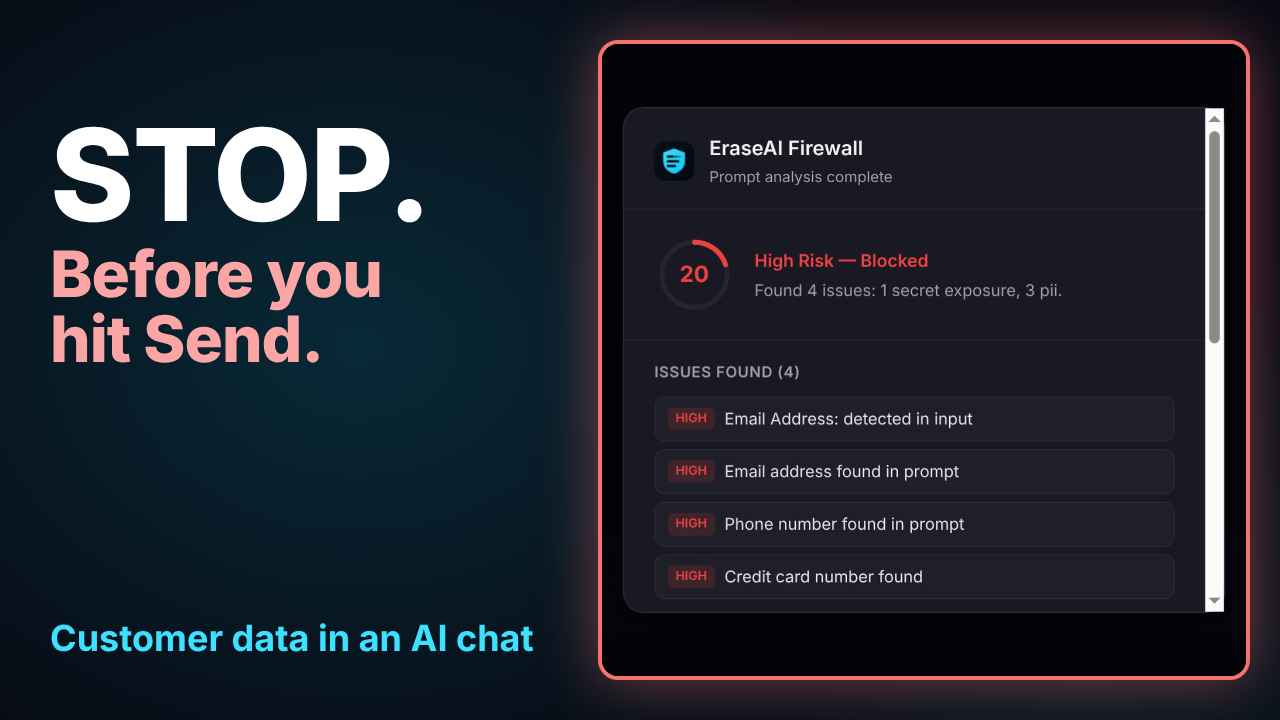 STOP.
Before you
hit Send.
Customer data in an AI chat
EraseAI Firewall
Prompt analysis complete
20
High Risk — Blocked
Found 4 issues: 1 secret exposure, 3 pii.
ISSUES FOUND (4)
HIGH Email Address: detected in input
HIGH Email address found in prompt
HIGH Phone number found in prompt
HIGH Credit card number found